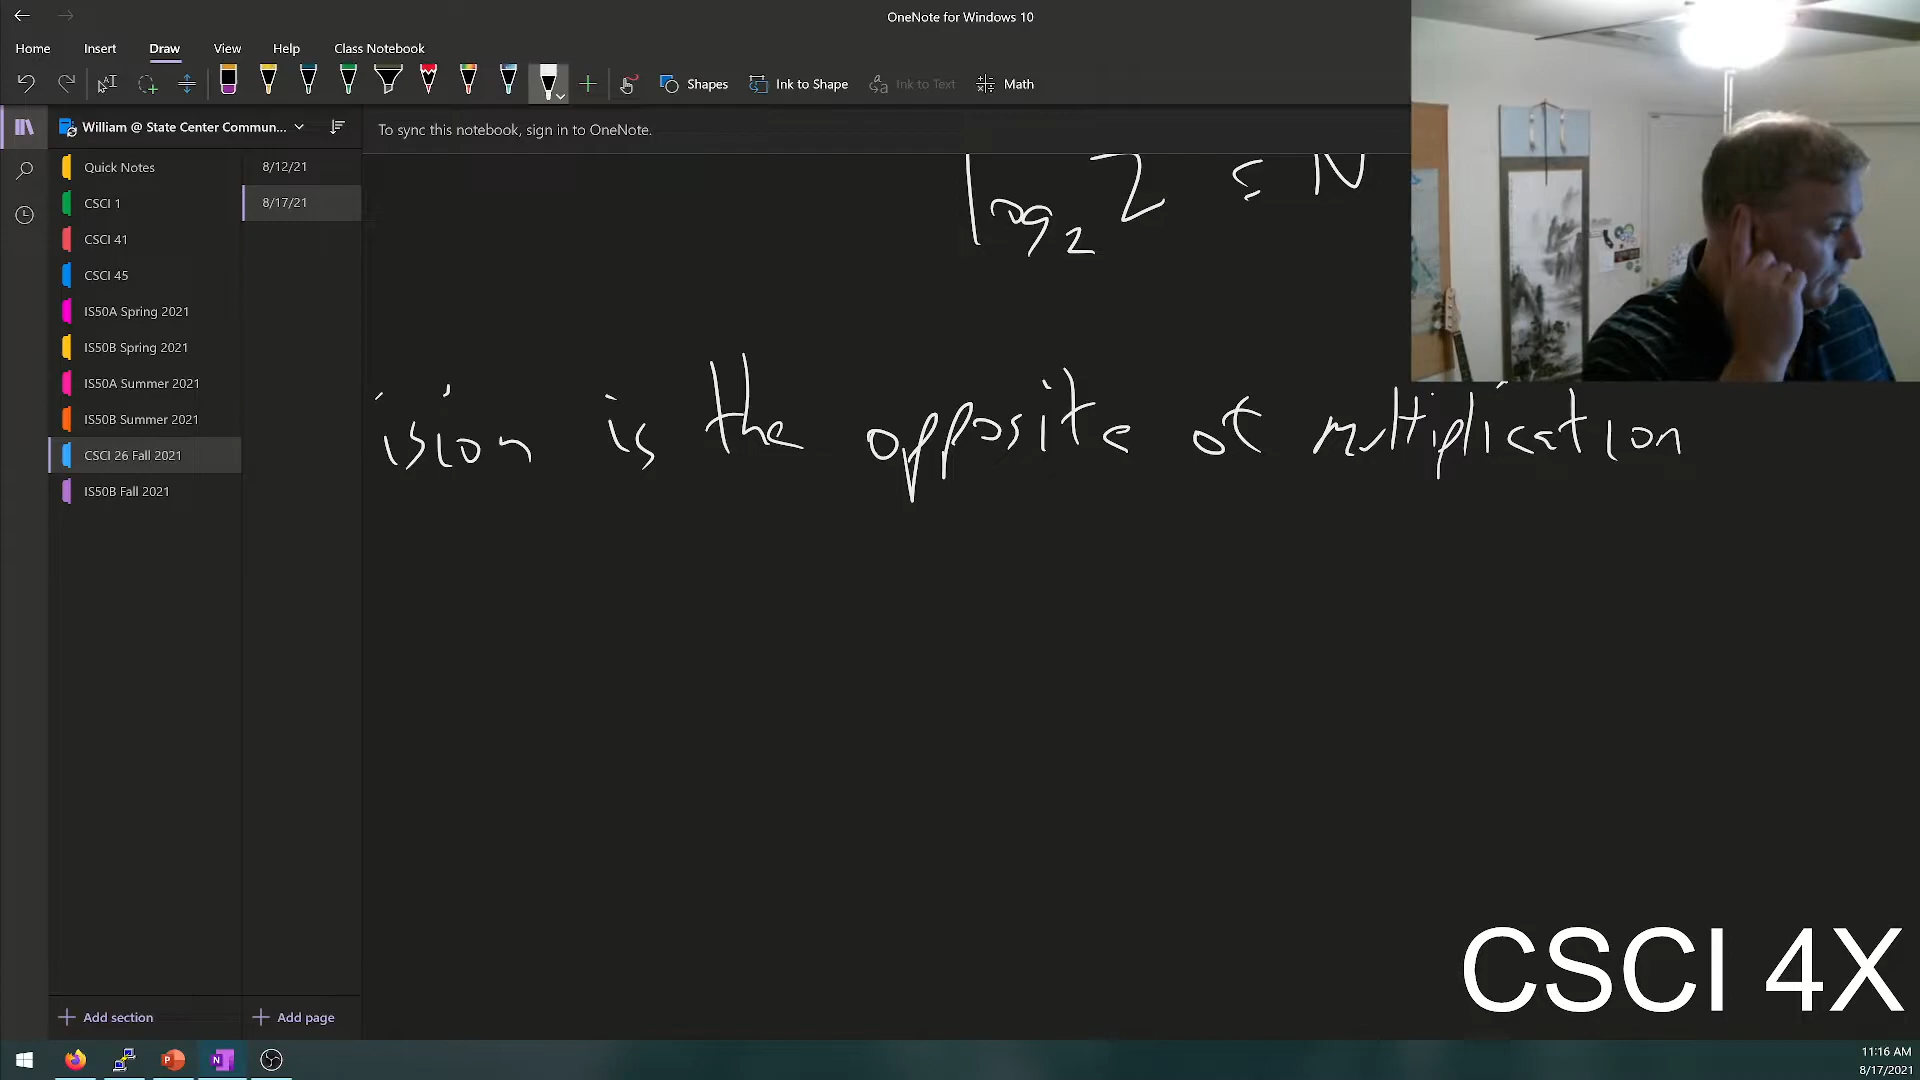 OneNote for Windows 10
Home Insert Draw View Help Class Notebook
Shapes Ink to Shape Ink to Text Math
William @ State Center Commun...
To sync this notebook, sign in to OneNote.
Quick Notes
CSCI 1
CSCI 41
CSCI 45
IS50A Spring 2021
IS50B Spring 2021
IS50A Summer 2021
IS50B Summer 2021
CSCI 26 Fall 2021
IS50B Fall 2021
8/12/21
8/17/21
log2 Z ≤ N
ision is the opposite of multiplication
CSCI 4X
Add section
Add page
11:16 AM
8/17/2021